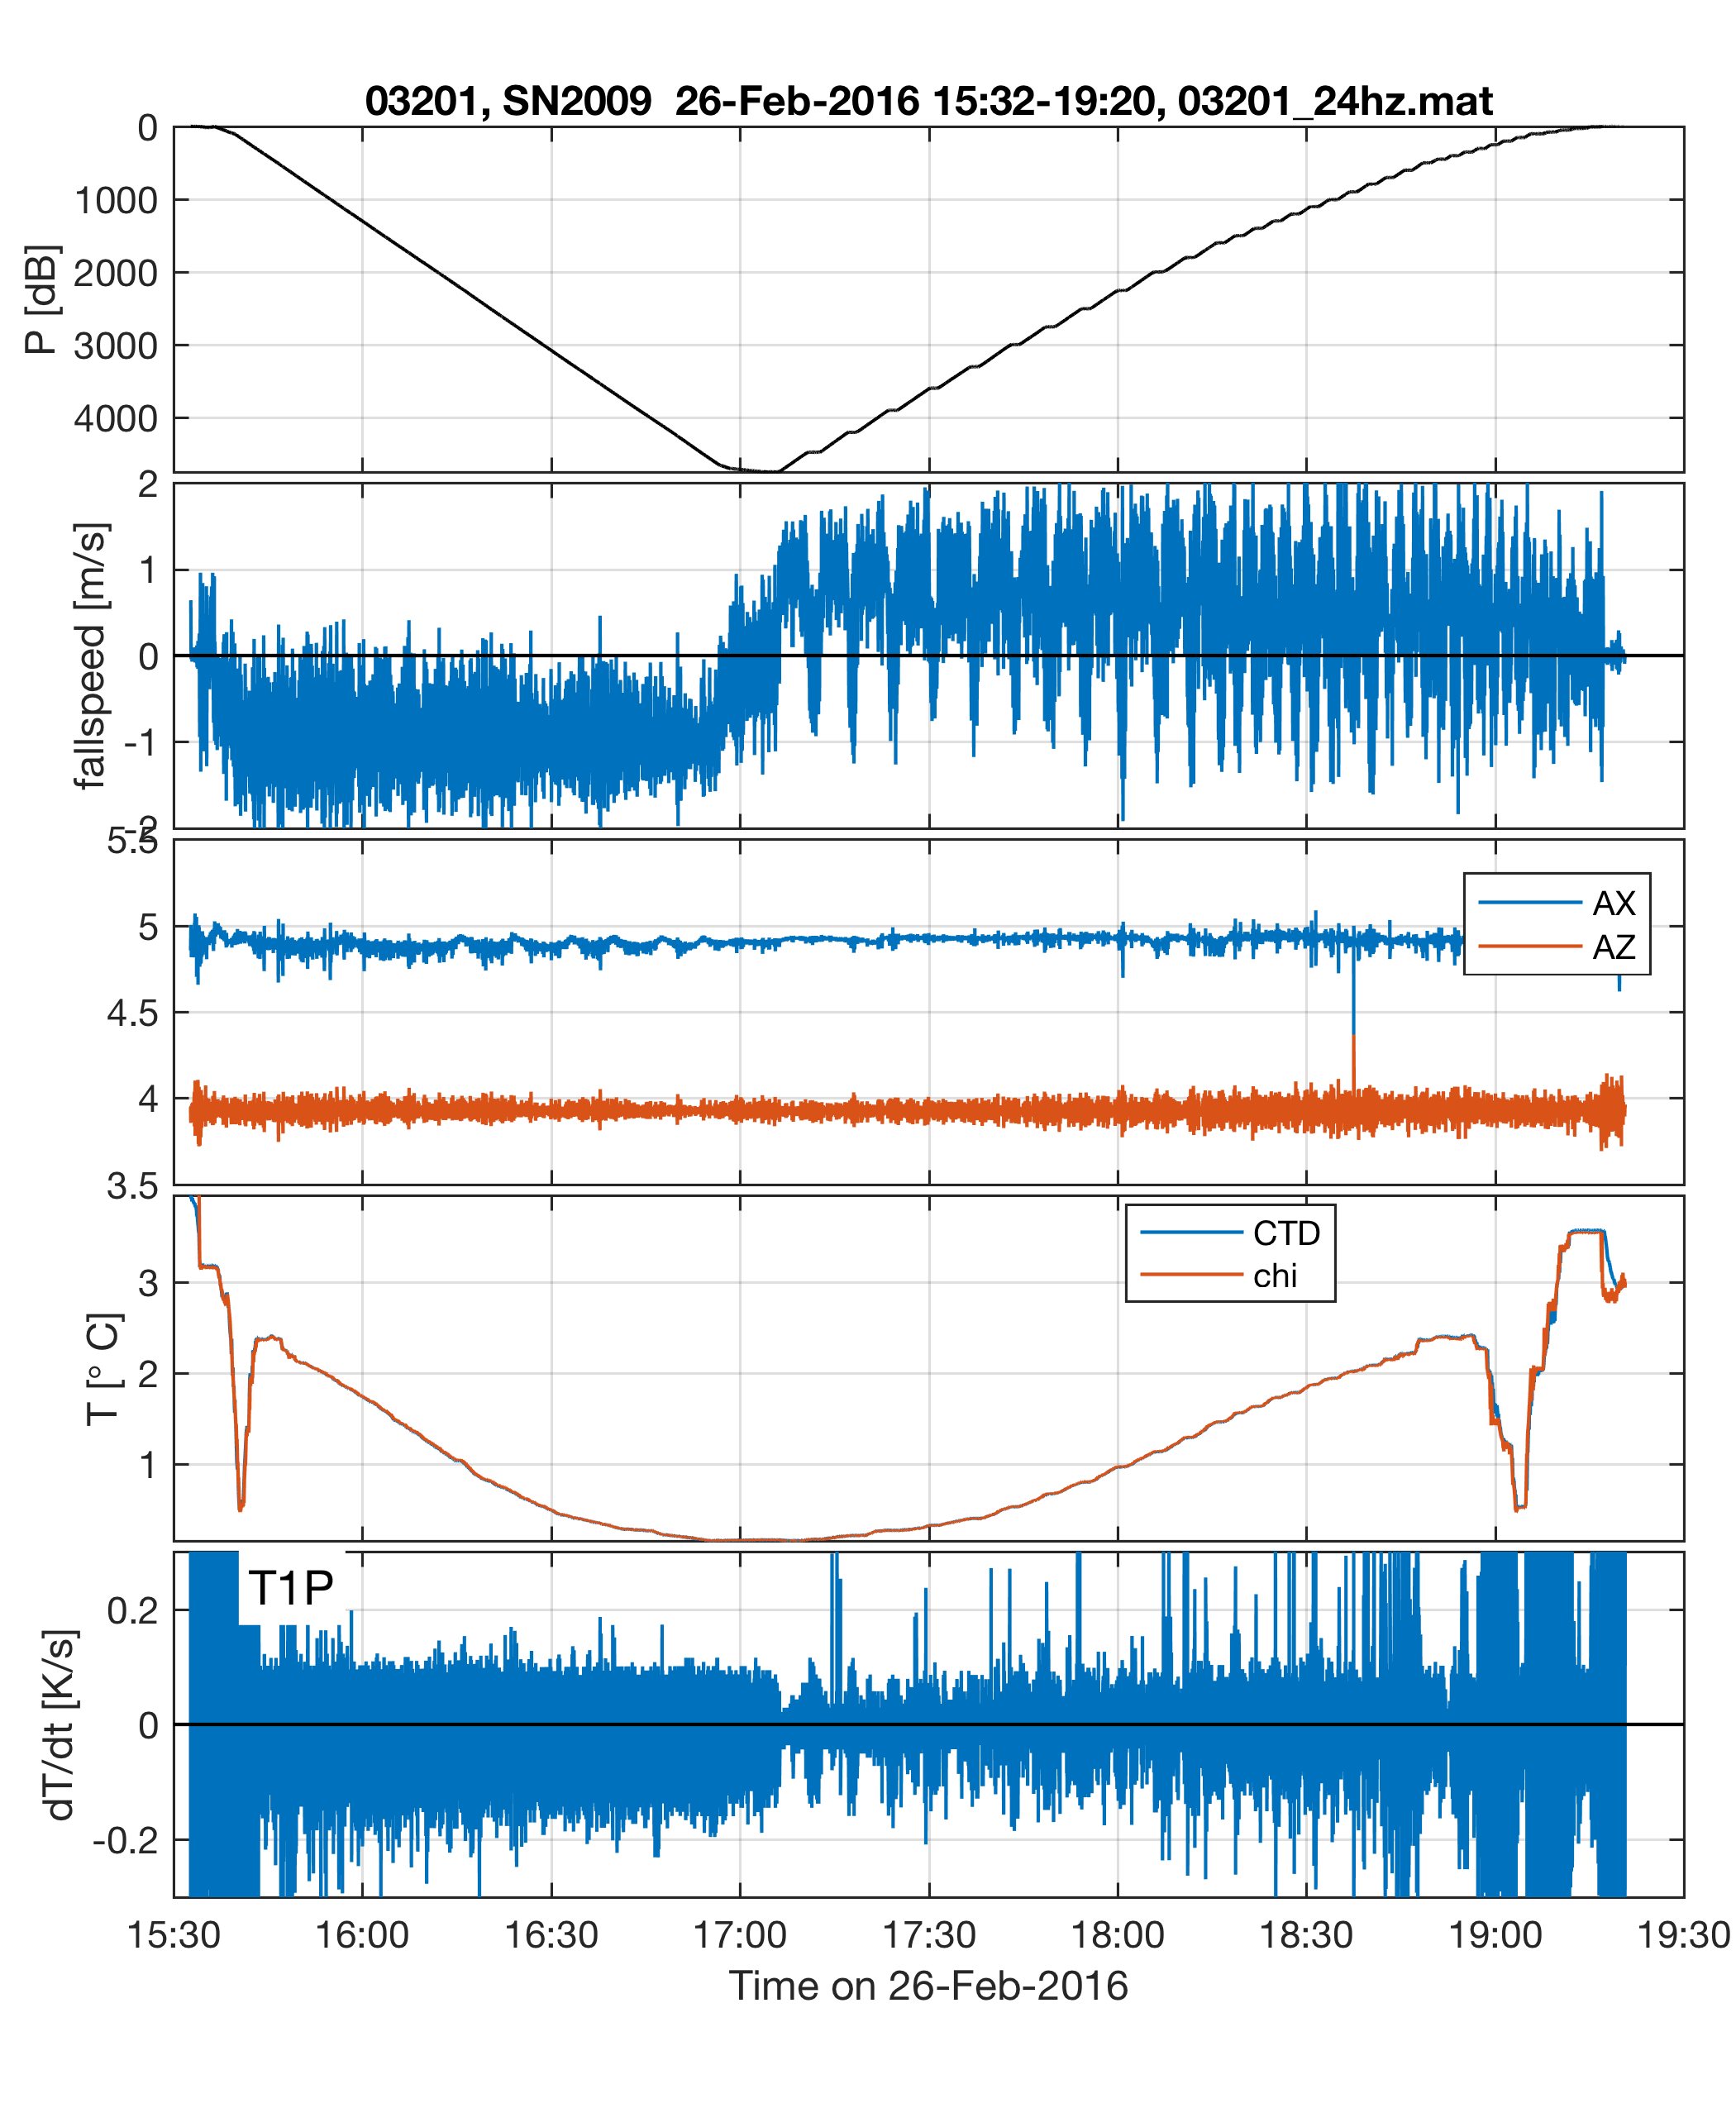 03201, SN2009  26-Feb-2016 15:32-19:20, 03201_24hz.mat
0
1000
2000
3000
4000
P [dB]
2
1
0
-1
-2
fallspeed [m/s]
5.5
5
4.5
4
3.5
AX
AZ
3
2
1
T [° C]
CTD
chi
T1P
0.2
0
-0.2
dT/dt [K/s]
15:30
16:00
16:30
17:00
17:30
18:00
18:30
19:00
19:30
Time on 26-Feb-2016